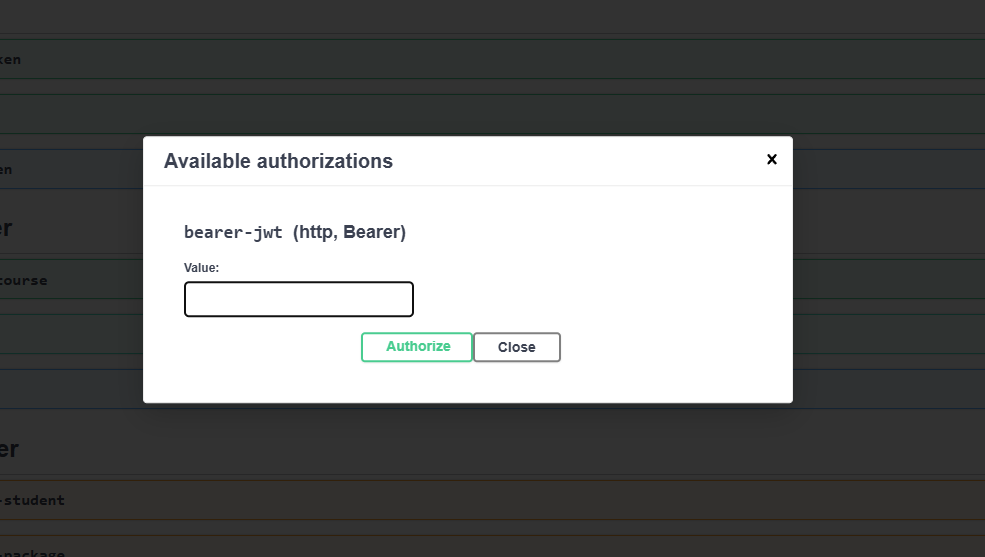 ken
Available authorizations
en
er
bearer-jwt (http, Bearer)
Value:
course
Authorize
Close
er
-student
-package